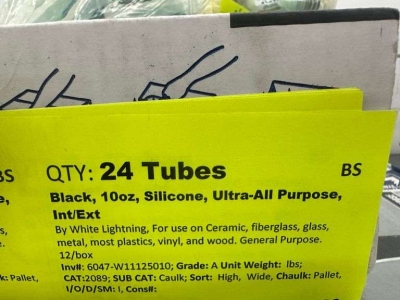 BS
QTY: 24 Tubes
BS
Black, 10oz, Silicone, Ultra-All Purpose,
Int/Ext
By White Lightning, For use on Ceramic, fiberglass, glass,
metal, most plastics, vinyl, and wood. General Purpose.
12/box
Inv#: 6047-W11125010; Grade: A Unit Weight: lbs;
CAT:2089; SUB CAT: Caulk; Sort: High, Wide, Chaulk: Pallet,
I/O/D/SM: I, Cons#:
k: Pallet,